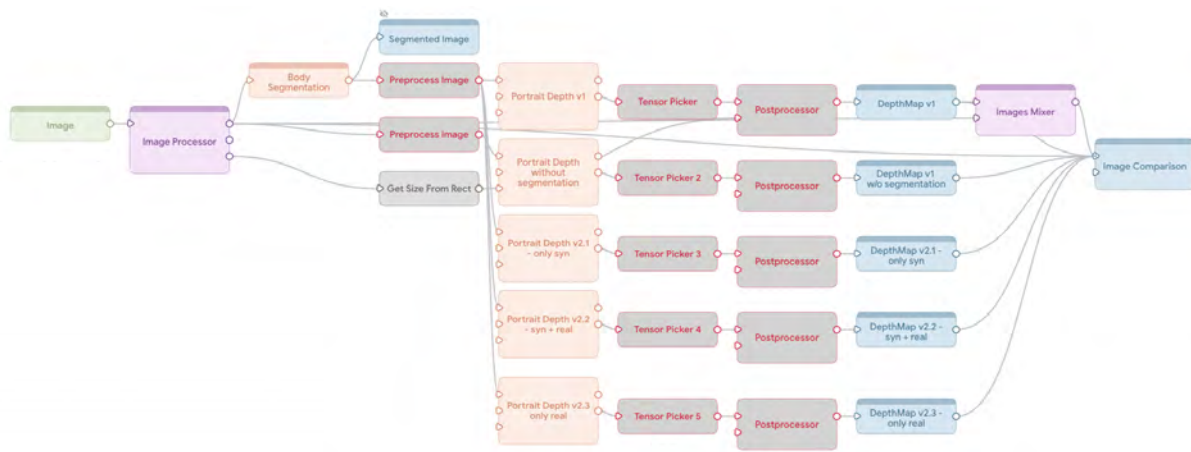 Image
Image Processor
Body
Segmentation
Segmented Image
Preprocess Image
Preprocess Image
Get Size From Rect
Portrait Depth v1
Portrait Depth
without
segmentation
Portrait Depth v2.1
- only syn
Portrait Depth v2.2
- syn + real
Portrait Depth v2.3
only real
Tensor Picker
Tensor Picker 2
Tensor Picker 3
Tensor Picker 4
Tensor Picker 5
Postprocessor
Postprocessor
Postprocessor
Postprocessor
Postprocessor
DepthMap v1
DepthMap v1
w/o segmentation
DepthMap v2.1 -
only syn
DepthMap v2.2 -
syn + real
DepthMap v2.3 -
only real
Images Mixer
Image Comparison